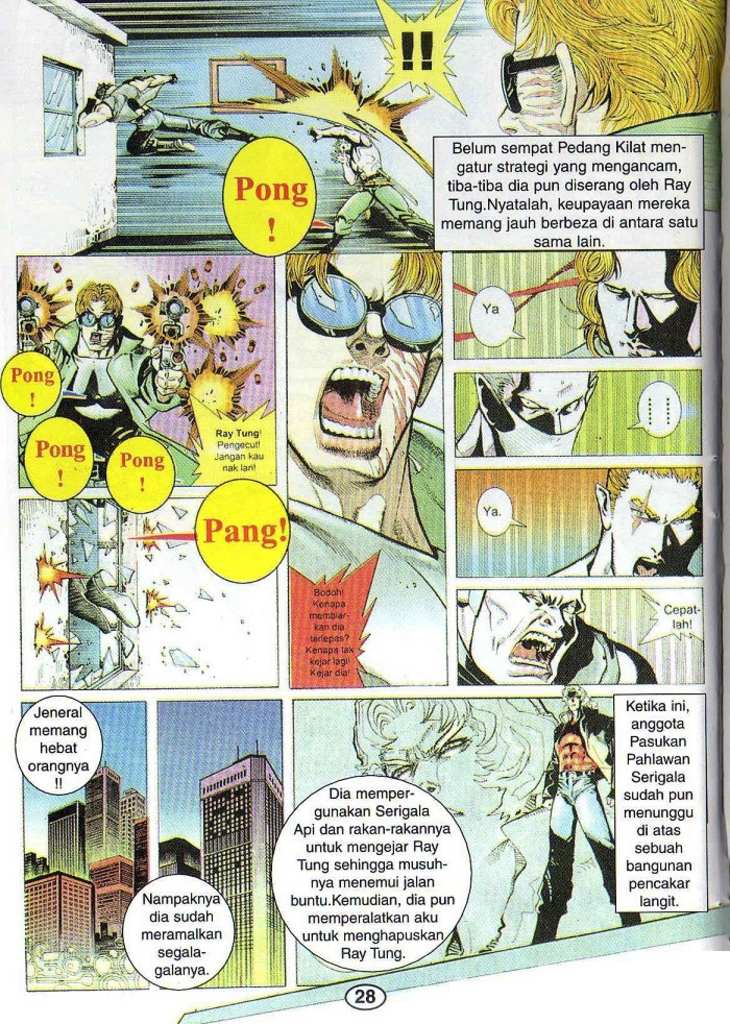 !!
Belum sempat Pedang Kilat men-
gatur strategi yang mengancam,
tiba-tiba dia pun diserang oleh Ray
Tung.Nyatalah, keupayaan mereka
memang jauh berbeza di antara satu
sama lain.
Pong
!
Pong
!
Pong
!
Pong
!
Ray Tung!
Pengecut!
Jangan kau
nak lari!
Pang!
Bodoh!
Kenapa
membiar-
kan dia
terlepas?
Kenapa tak
kejar lagi
Kejar-kejar
Ya
......
Ya.
Cepat-
lah!
Jeneral
memang
hebat
orangnya
!!
Nampaknya
dia sudah
meramalkan
segala-
galanya.
Dia memper-
gunakan Serigala
Api dan rakan-rakannya
untuk mengejar Ray
Tung sehingga musuh-
nya menemui jalan
buntu.Kemudian, dia pun
memperalatkan aku
untuk menghapuskan
Ray Tung.
Ketika ini,
anggota
Pasukan
Pahlawan
Serigala
sudah pun
menunggu
di atas
sebuah
bangunan
pencakar
langit.
28